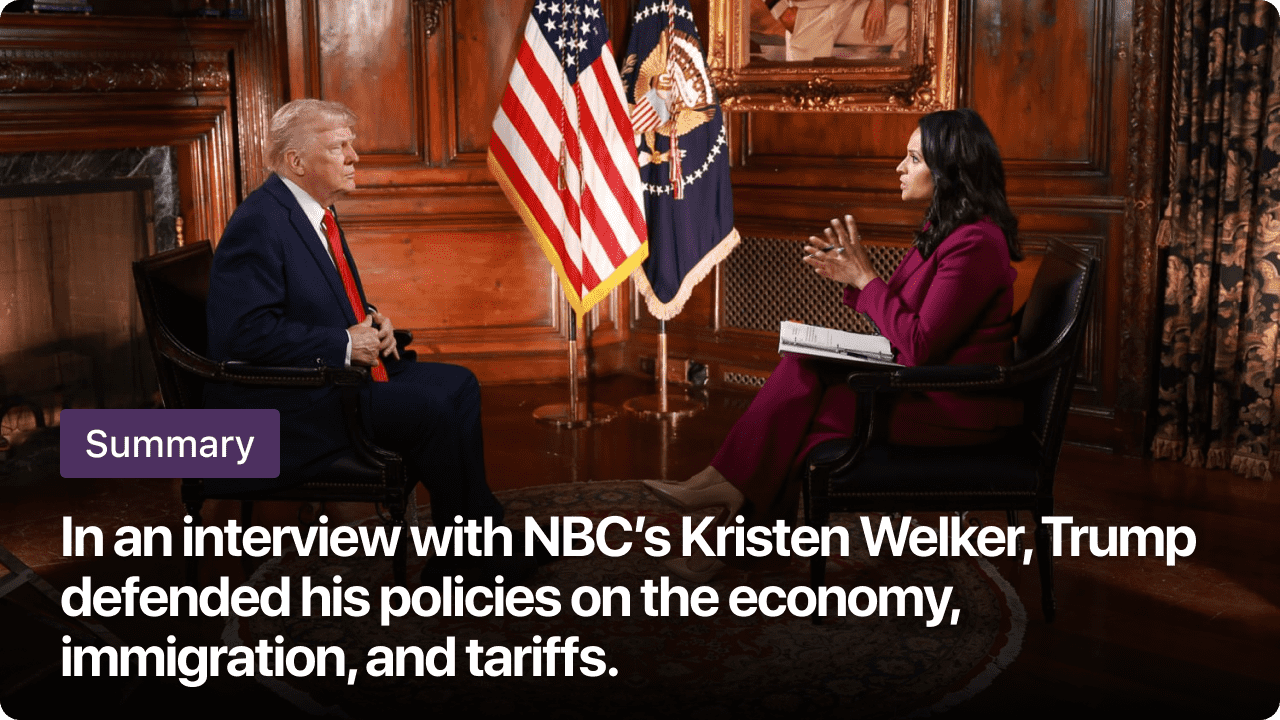 Summary
In an interview with NBC’s Kristen Welker, Trump
defended his policies on the economy,
immigration, and tariffs.